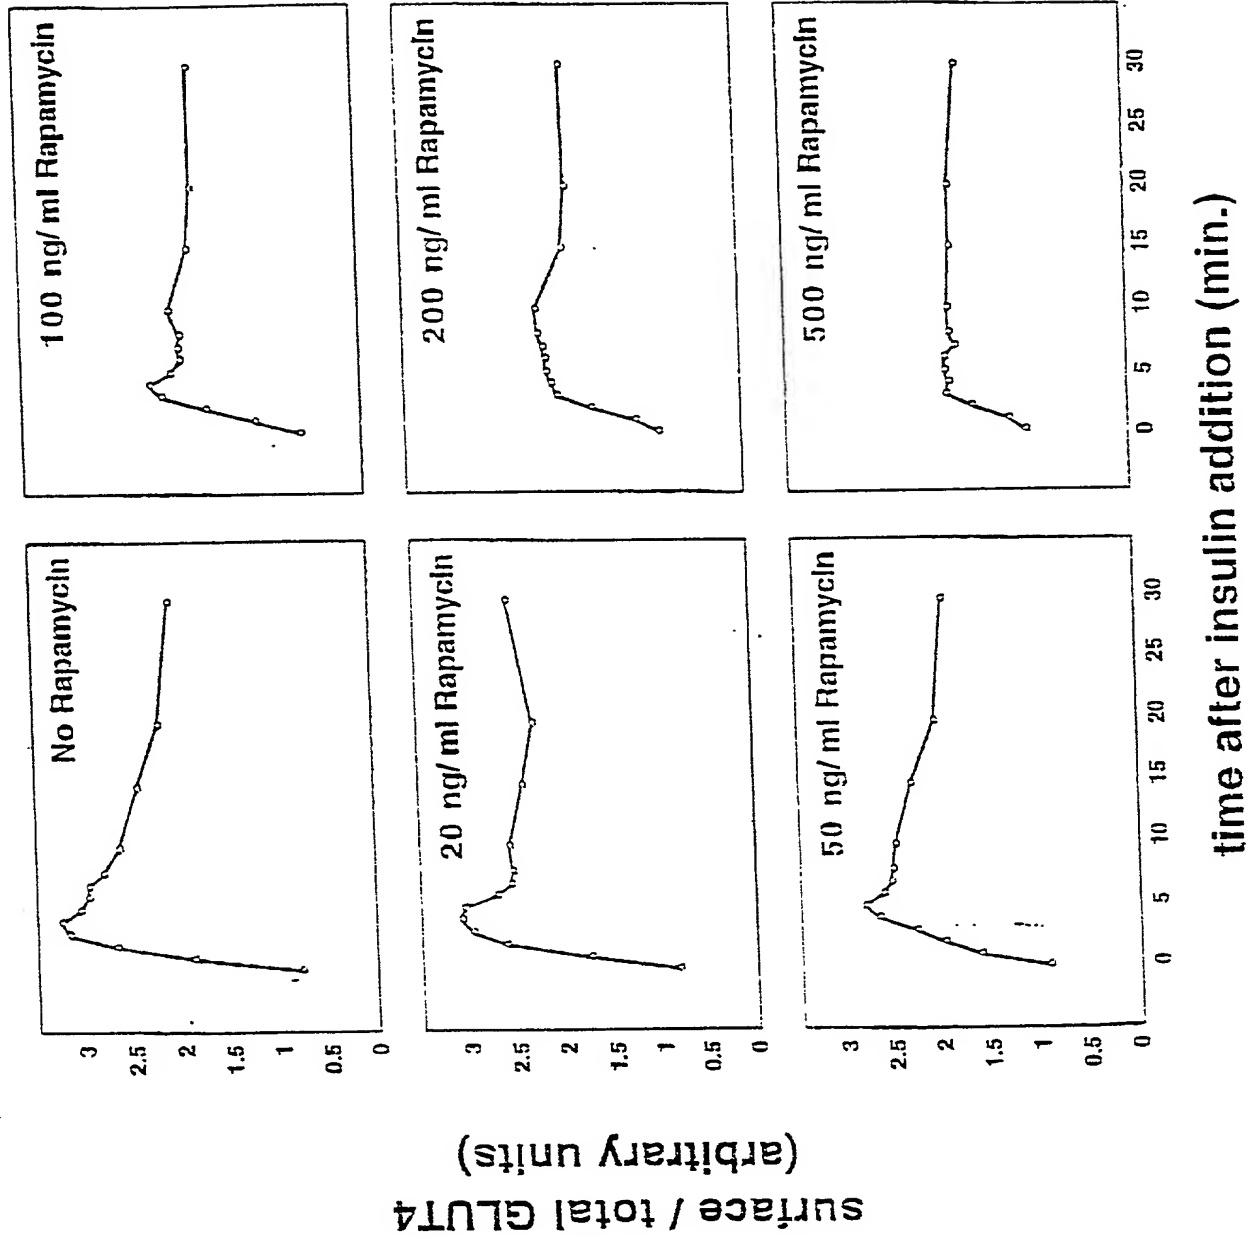 No Rapamycin
100 ng/ ml Rapamycin
3
2.5
2
1.5
1
0.5
0
20 ng/ ml Rapamycin
200 ng/ ml Rapamycin
3
2.5
2
1.5
1
0.5
0
50 ng/ ml Rapamycin
500 ng/ ml Rapamycin
3
2.5
2
1.5
1
0.5
0
0 5 10 15 20 25 30
0 5 10 15 20 25 30
surface / total GLUT4
(arbitrary units)
time after insulin addition (min.)